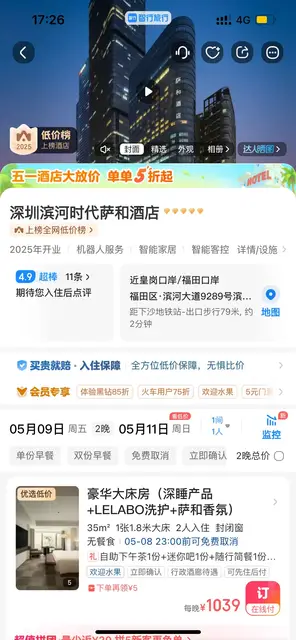 17:26
4G
智行旅行
低价榜
2025
上榜酒店
封面
精选
外观
相册
达人晒图
五一酒店大放价 单单5折起
HOTEL
深圳滨河时代萨和酒店
上榜全网低价榜
2025年开业
机器人服务
智能家居
智能客控
详情/设施
4.9 超棒 11条
期待您入住后点评
近皇岗口岸/福田口岸
福田区·滨河大道9289号滨...
距下沙地铁站-出口步行79米, 约
2分钟
地图
买贵就赔·入住保障
全方位低价保障,无惧比价
会员专享
体验黑钻85折
火车用户75折
欢迎水果
5元门
最低价
05月09日 周五 2晚 05月11日 周日
1间
1人
监控
单份早餐
双份早餐
免费取消
立即确认
2晚总价
优选低价
豪华大床房(深睡产品
+LELABO洗护+萨和香氛)
35m² 1张1.8米大床 2人入住 封闭窗
无餐食
05-08 23:00前可免费取消
礼 自助下午茶1份+迷你吧1份+随行简餐1份...
欢迎水果
立即确认
行政酒廊待遇
可先住后付
下单再领¥5
5
每晚¥1039
订
在线付